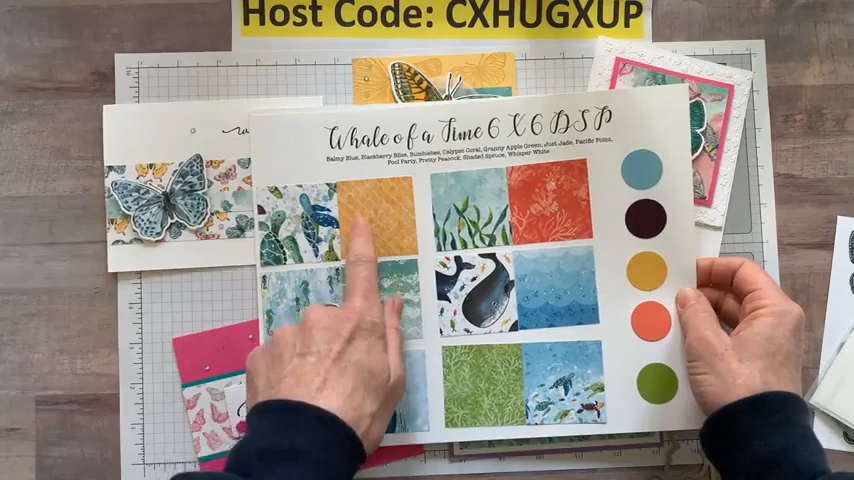 Host Code: CXHUGXUP
Whale of a Time 6 X 6 DSP
Balmy Blue, Blackberry Bliss, Bumblebee, Calypso Coral, Granny Apple Green, Just Jade, Pacific Point,
Pool Party, Pretty Peacock, Shaded Spruce, Whisper White